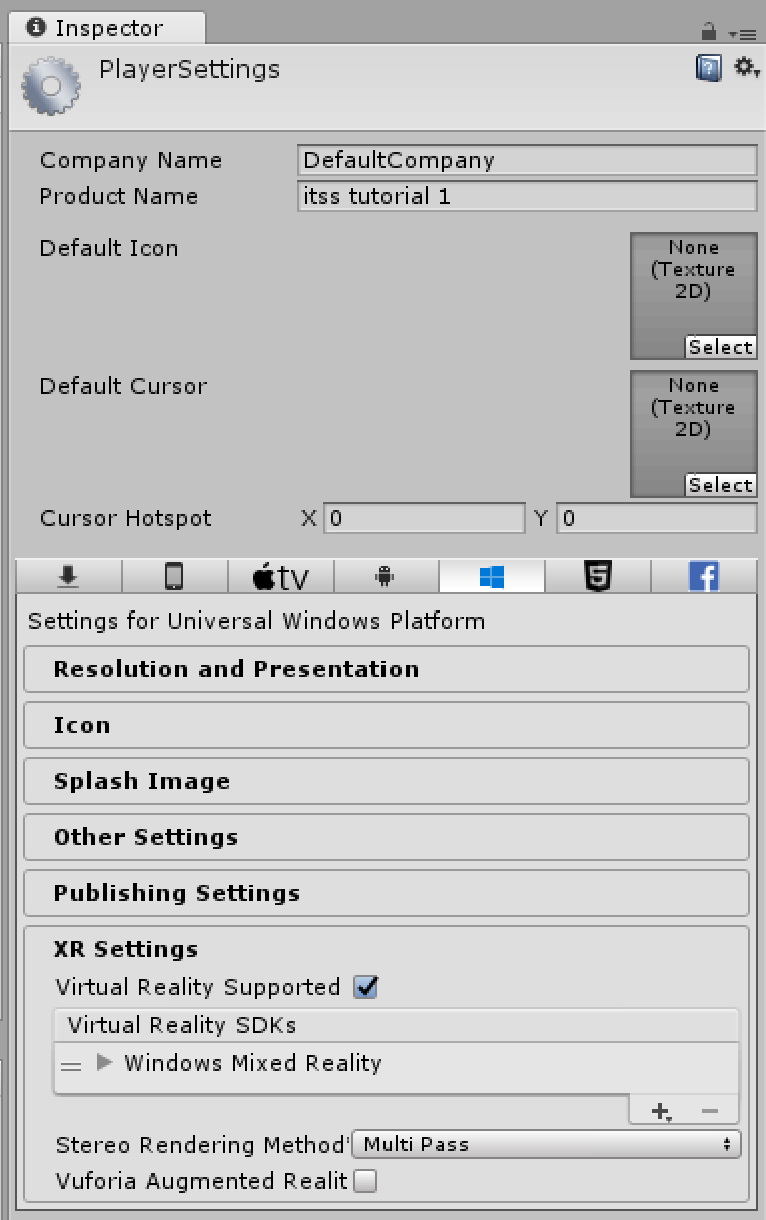 Inspector
PlayerSettings
Company Name DefaultCompany
Product Name itss tutorial 1
Default Icon
None
(Texture
2D)
Select
Default Cursor
None
(Texture
2D)
Select
Cursor Hotspot X 0 Y 0
tv
Settings for Universal Windows Platform
Resolution and Presentation
Icon
Splash Image
Other Settings
Publishing Settings
XR Settings
Virtual Reality Supported
Virtual Reality SDKs
Windows Mixed Reality
Stereo Rendering Method* Multi Pass
Vuforia Augmented Realit